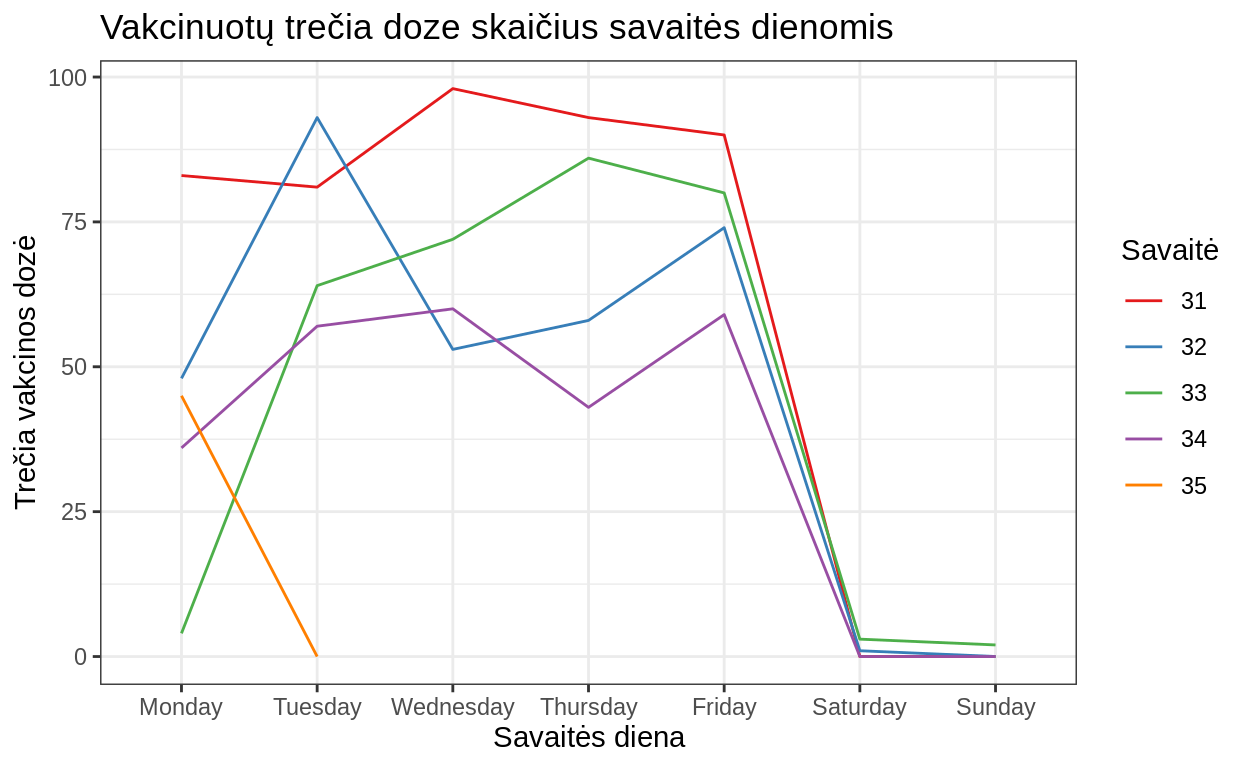 Vakcinuotų trečia doze skaičius savaitės dienomis
Trečia vakcinos dozė
100
75
50
25
0
Monday Tuesday Wednesday Thursday Friday Saturday Sunday
Savaitės diena
Savaitė
31
32
33
34
35